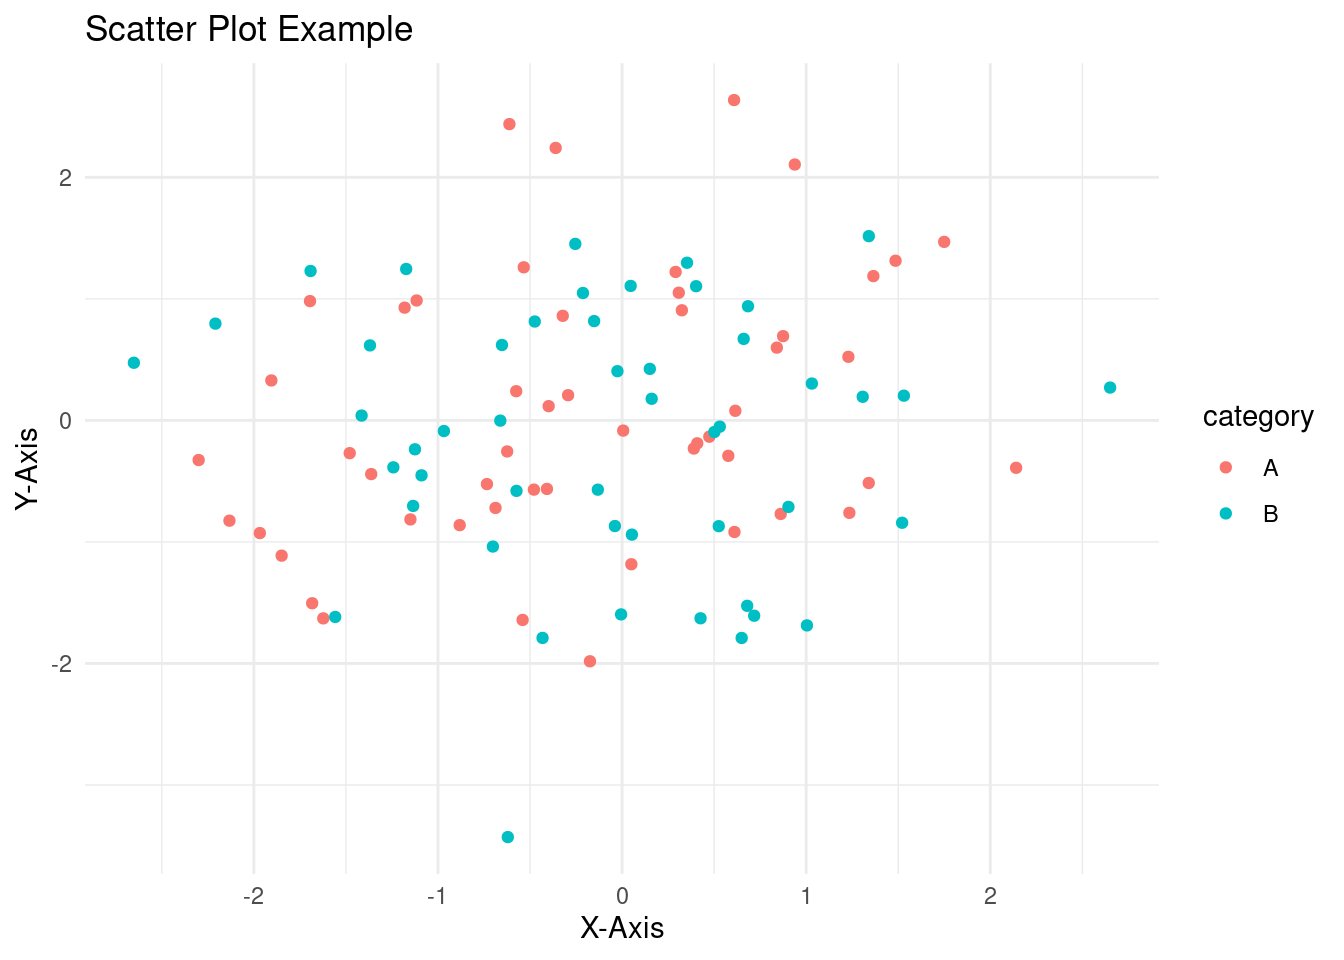 Scatter Plot Example
2
0
-2
Y-Axis
-2 -1 0 1 2
X-Axis
category
A
B